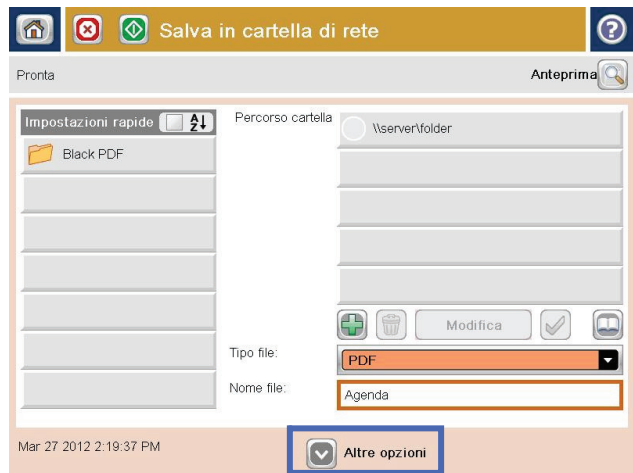 Salva in cartella di rete
Pronta
Anteprima
Impostazioni rapide
Black PDF
Percorso cartella
\\server\folder
Modifica
Tipo file:
PDF
Nome file:
Agenda
Mar 27 2012 2:19:37 PM
Altre opzioni